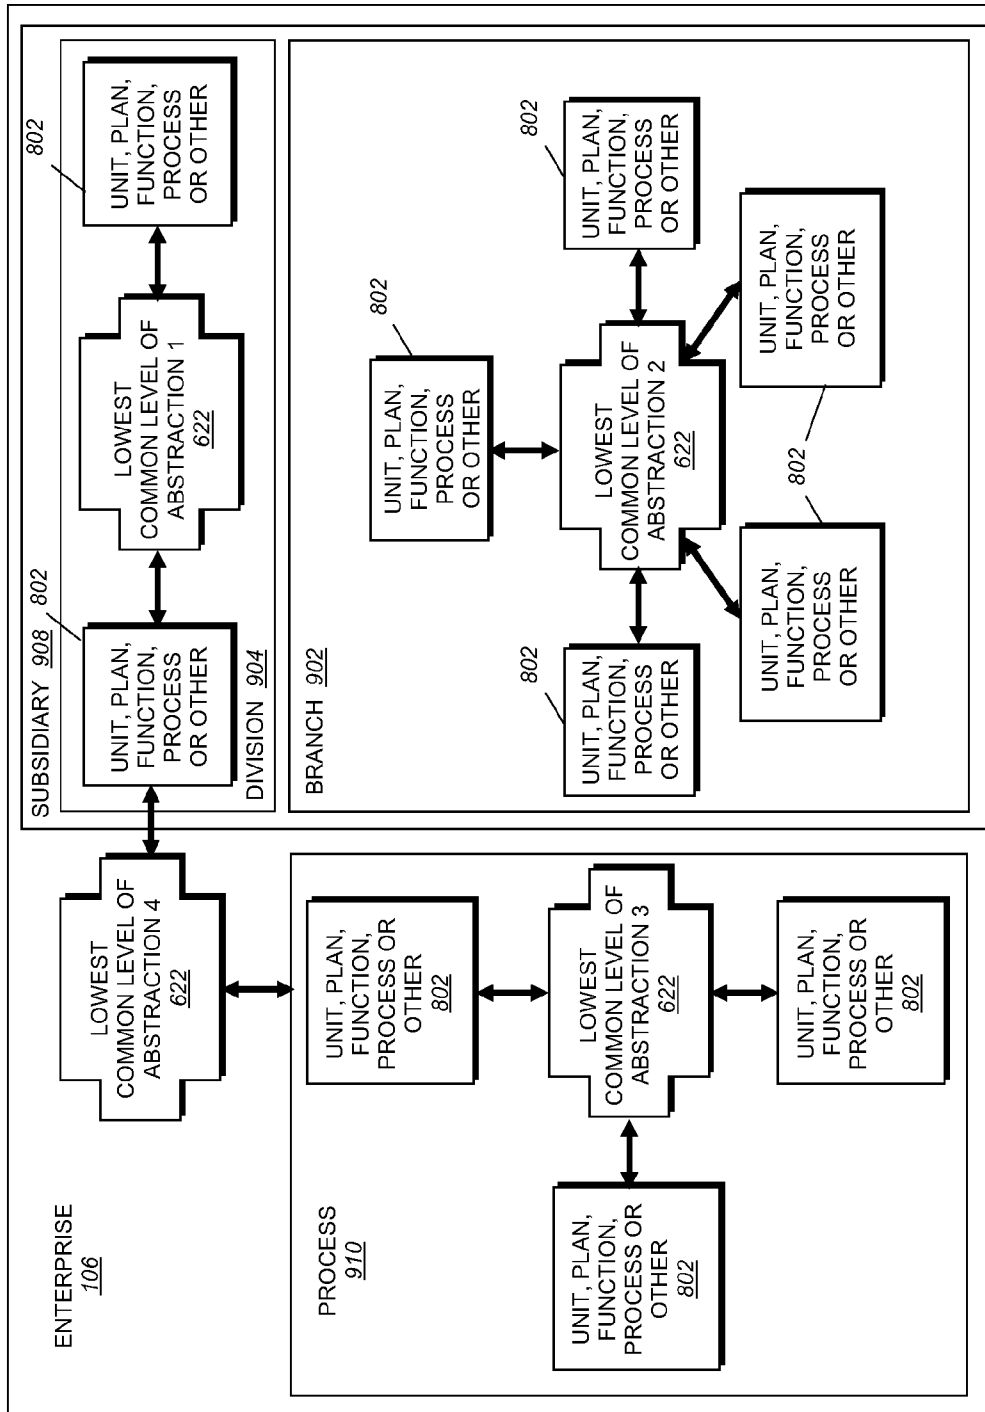 ENTERPRISE
106
LOWEST
COMMON LEVEL OF
ABSTRACTION 4
622
SUBSIDIARY 908
802
UNIT, PLAN,
FUNCTION,
PROCESS
OR OTHER
LOWEST
COMMON LEVEL OF
ABSTRACTION 1
622
802
UNIT, PLAN,
FUNCTION,
PROCESS
OR OTHER
DIVISION 904
PROCESS
910
UNIT, PLAN,
FUNCTION,
PROCESS OR
OTHER
802
UNIT, PLAN,
FUNCTION,
PROCESS OR
OTHER
802
LOWEST
COMMON LEVEL OF
ABSTRACTION 3
622
UNIT, PLAN,
FUNCTION,
PROCESS OR
OTHER
802
BRANCH 902
802
UNIT, PLAN,
FUNCTION,
PROCESS
OR OTHER
802
UNIT, PLAN,
FUNCTION,
PROCESS
OR OTHER
LOWEST
COMMON LEVEL OF
ABSTRACTION 2
622
802
UNIT, PLAN,
FUNCTION,
PROCESS
OR OTHER
802
UNIT, PLAN,
FUNCTION,
PROCESS
OR OTHER
UNIT, PLAN,
FUNCTION,
PROCESS
OR OTHER